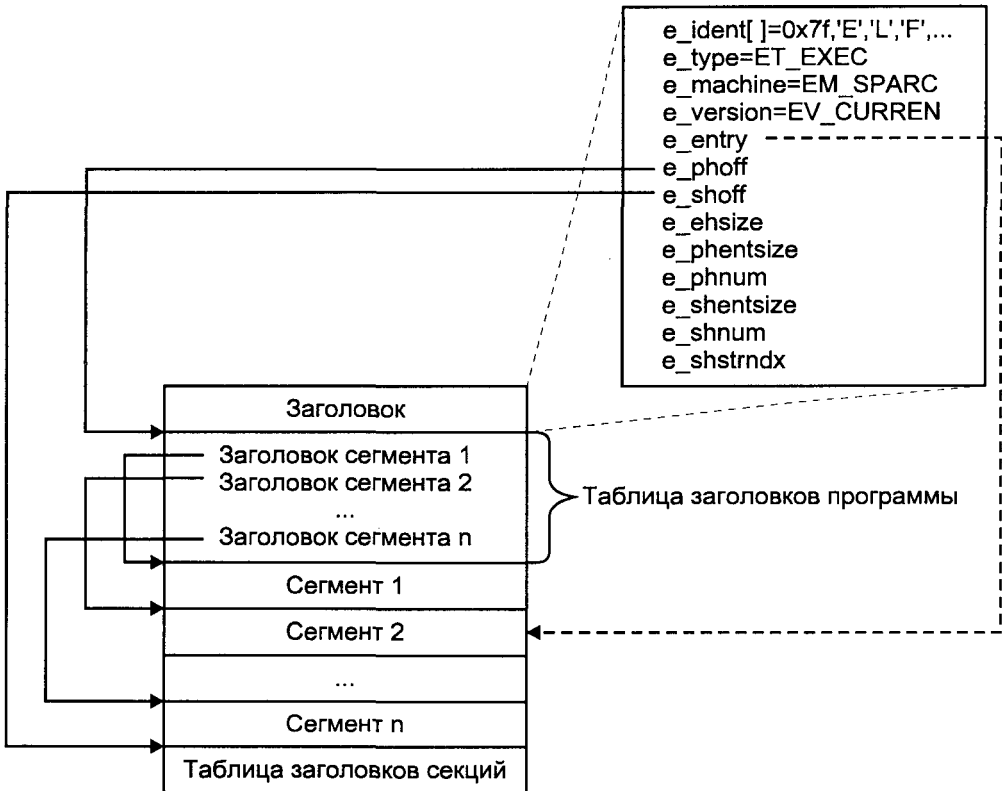 e_ident[ ]=0x7f,'E','L','F',...
e_type=ET_EXEC
e_machine=EM_SPARC
e_version=EV_CURREN
e_entry
e_phoff
e_shoff
e_ehsize
e_phentsize
e_phnum
e_shentsize
e_shnum
e_shstrndx
Заголовок
Заголовок сегмента 1
Заголовок сегмента 2
...
Заголовок сегмента n
Таблица заголовков программы
Сегмент 1
Сегмент 2
...
Сегмент n
Таблица заголовков секций